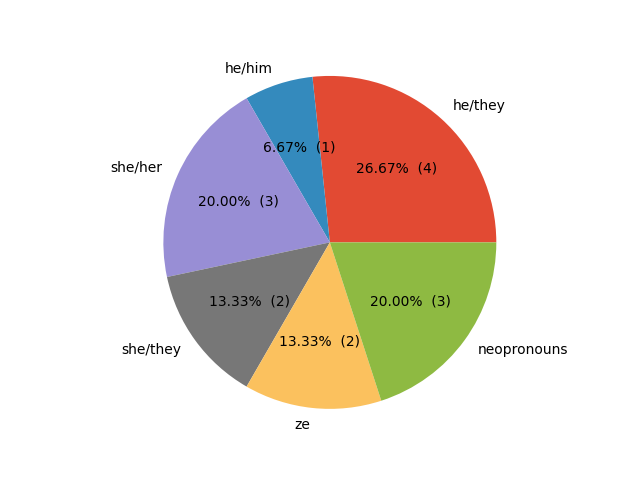 he/him
he/they
6.67%  (1)
26.67%  (4)
she/her
20.00%  (3)
13.33%  (2)
20.00%  (3)
13.33%  (2)
she/they
neopronouns
ze